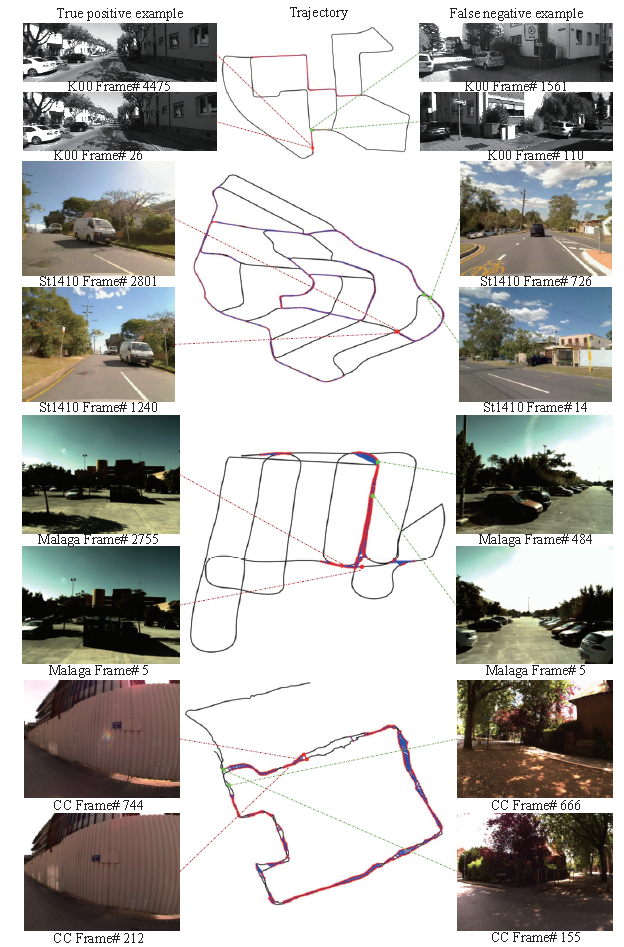 True positive example
Trajectory
False negative example
K00 Frame# 4475
K00 Frame# 1561
K00 Frame# 26
K00 Frame# 110
St1410 Frame# 2801
St1410 Frame# 726
St1410 Frame# 1240
St1410 Frame# 14
Malaga Frame# 2755
Malaga Frame# 484
Malaga Frame# 5
Malaga Frame# 5
CC Frame# 744
CC Frame# 666
CC Frame# 212
CC Frame# 155